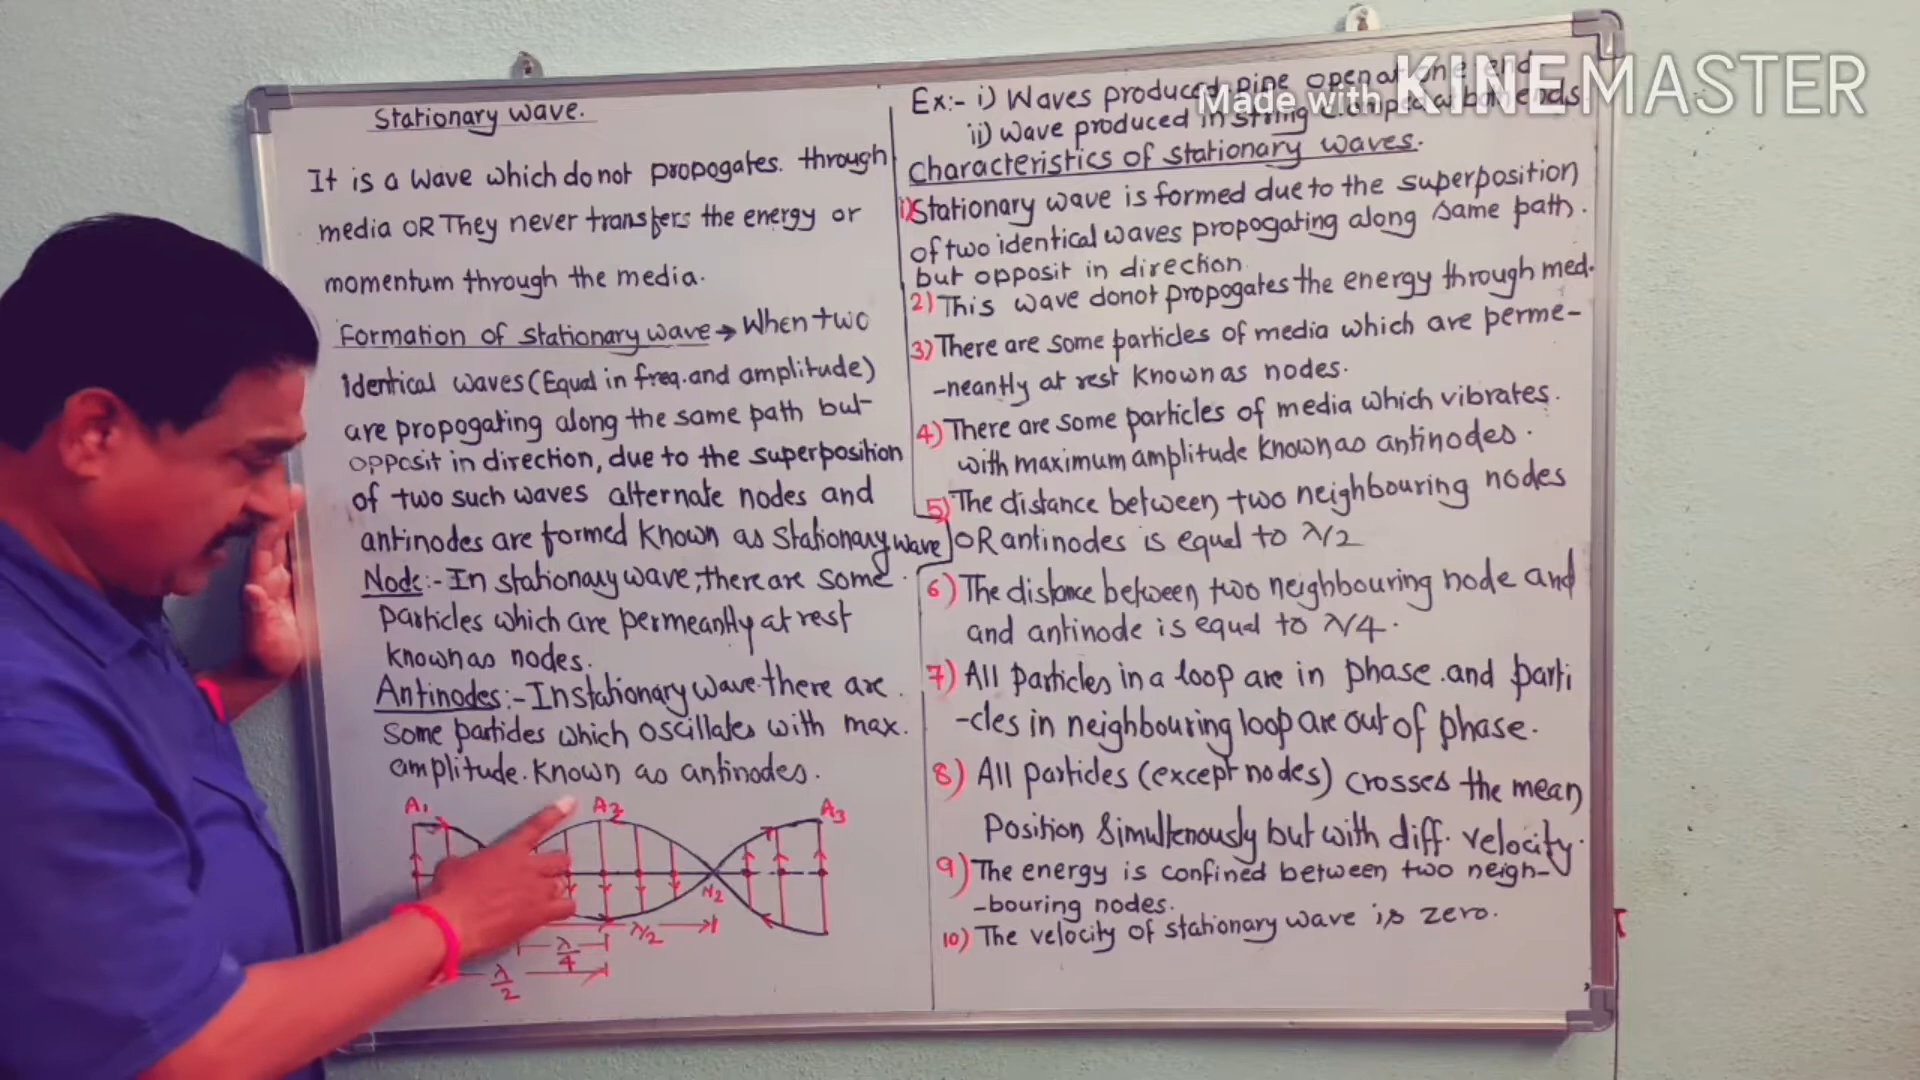 Stationary wave.
It is a wave which do not propogates. through
media OR They never transfers the energy or
momentum through the media.
Formation of stationary wave → When two
identical waves (Equal in freq. and amplitude)
are propogating along the same path but
opposit in direction, due to the superposition
of two such waves alternate nodes and
antinodes are formed known as stationary wave
Node:- In stationary wave, there are some
particles which are permeantly at rest
known as nodes.
Antinodes:- In stationary wave there are
some particles which oscillates with max.
amplitude. known as antinodes.
A1 A2 A3
N2
λ/2
λ/4
λ/2
Ex:- i) Waves produced pipe open at one end
ii) wave produced in string clamped at both ends.
Characteristics of stationary waves.
1) Stationary wave is formed due to the superposition
of two identical waves propogating along same path.
but opposit in direction.
2) This wave donot propogates the energy through med.
3) There are some particles of media which are perme-
-neantly at rest known as nodes.
4) There are some particles of media which vibrates.
with maximum amplitude known as antinodes.
5) The distance between two neighbouring nodes
OR antinodes is equal to λ/2
6) The distance between two neighbouring node and
and antinode is equal to λ/4.
7) All particles in a loop are in phase. and parti
-cles in neighbouring loop are out of phase.
8) All particles (except nodes) crosses the mean
Position simultenously but with diff. velocity.
9) The energy is confined between two neigh-
-bouring nodes.
10) The velocity of stationary wave is zero.
Made with KINEMASTER